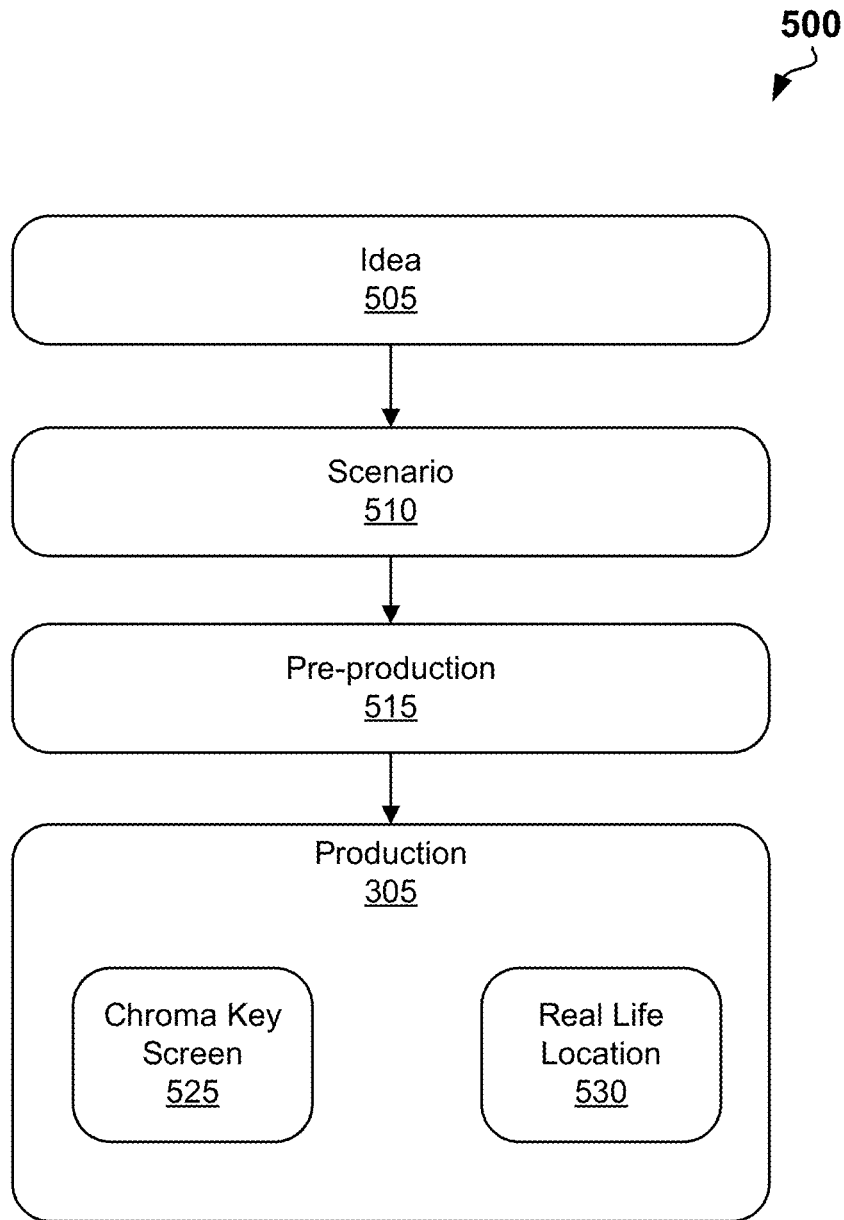 500
Idea
505
Scenario
510
Pre-production
515
Production
305
Chroma Key
Screen
525
Real Life
Location
530